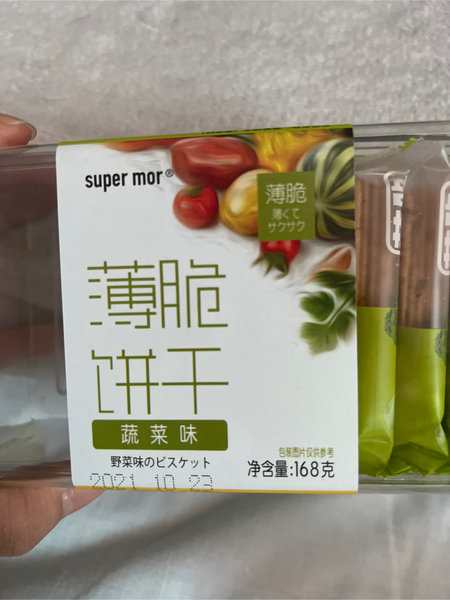 super mor®
薄脆
薄くて
サクサク
薄脆
饼干
蔬菜味
野菜味のビスケット
包装图片仅供参考
净含量:168克
2021 10 23